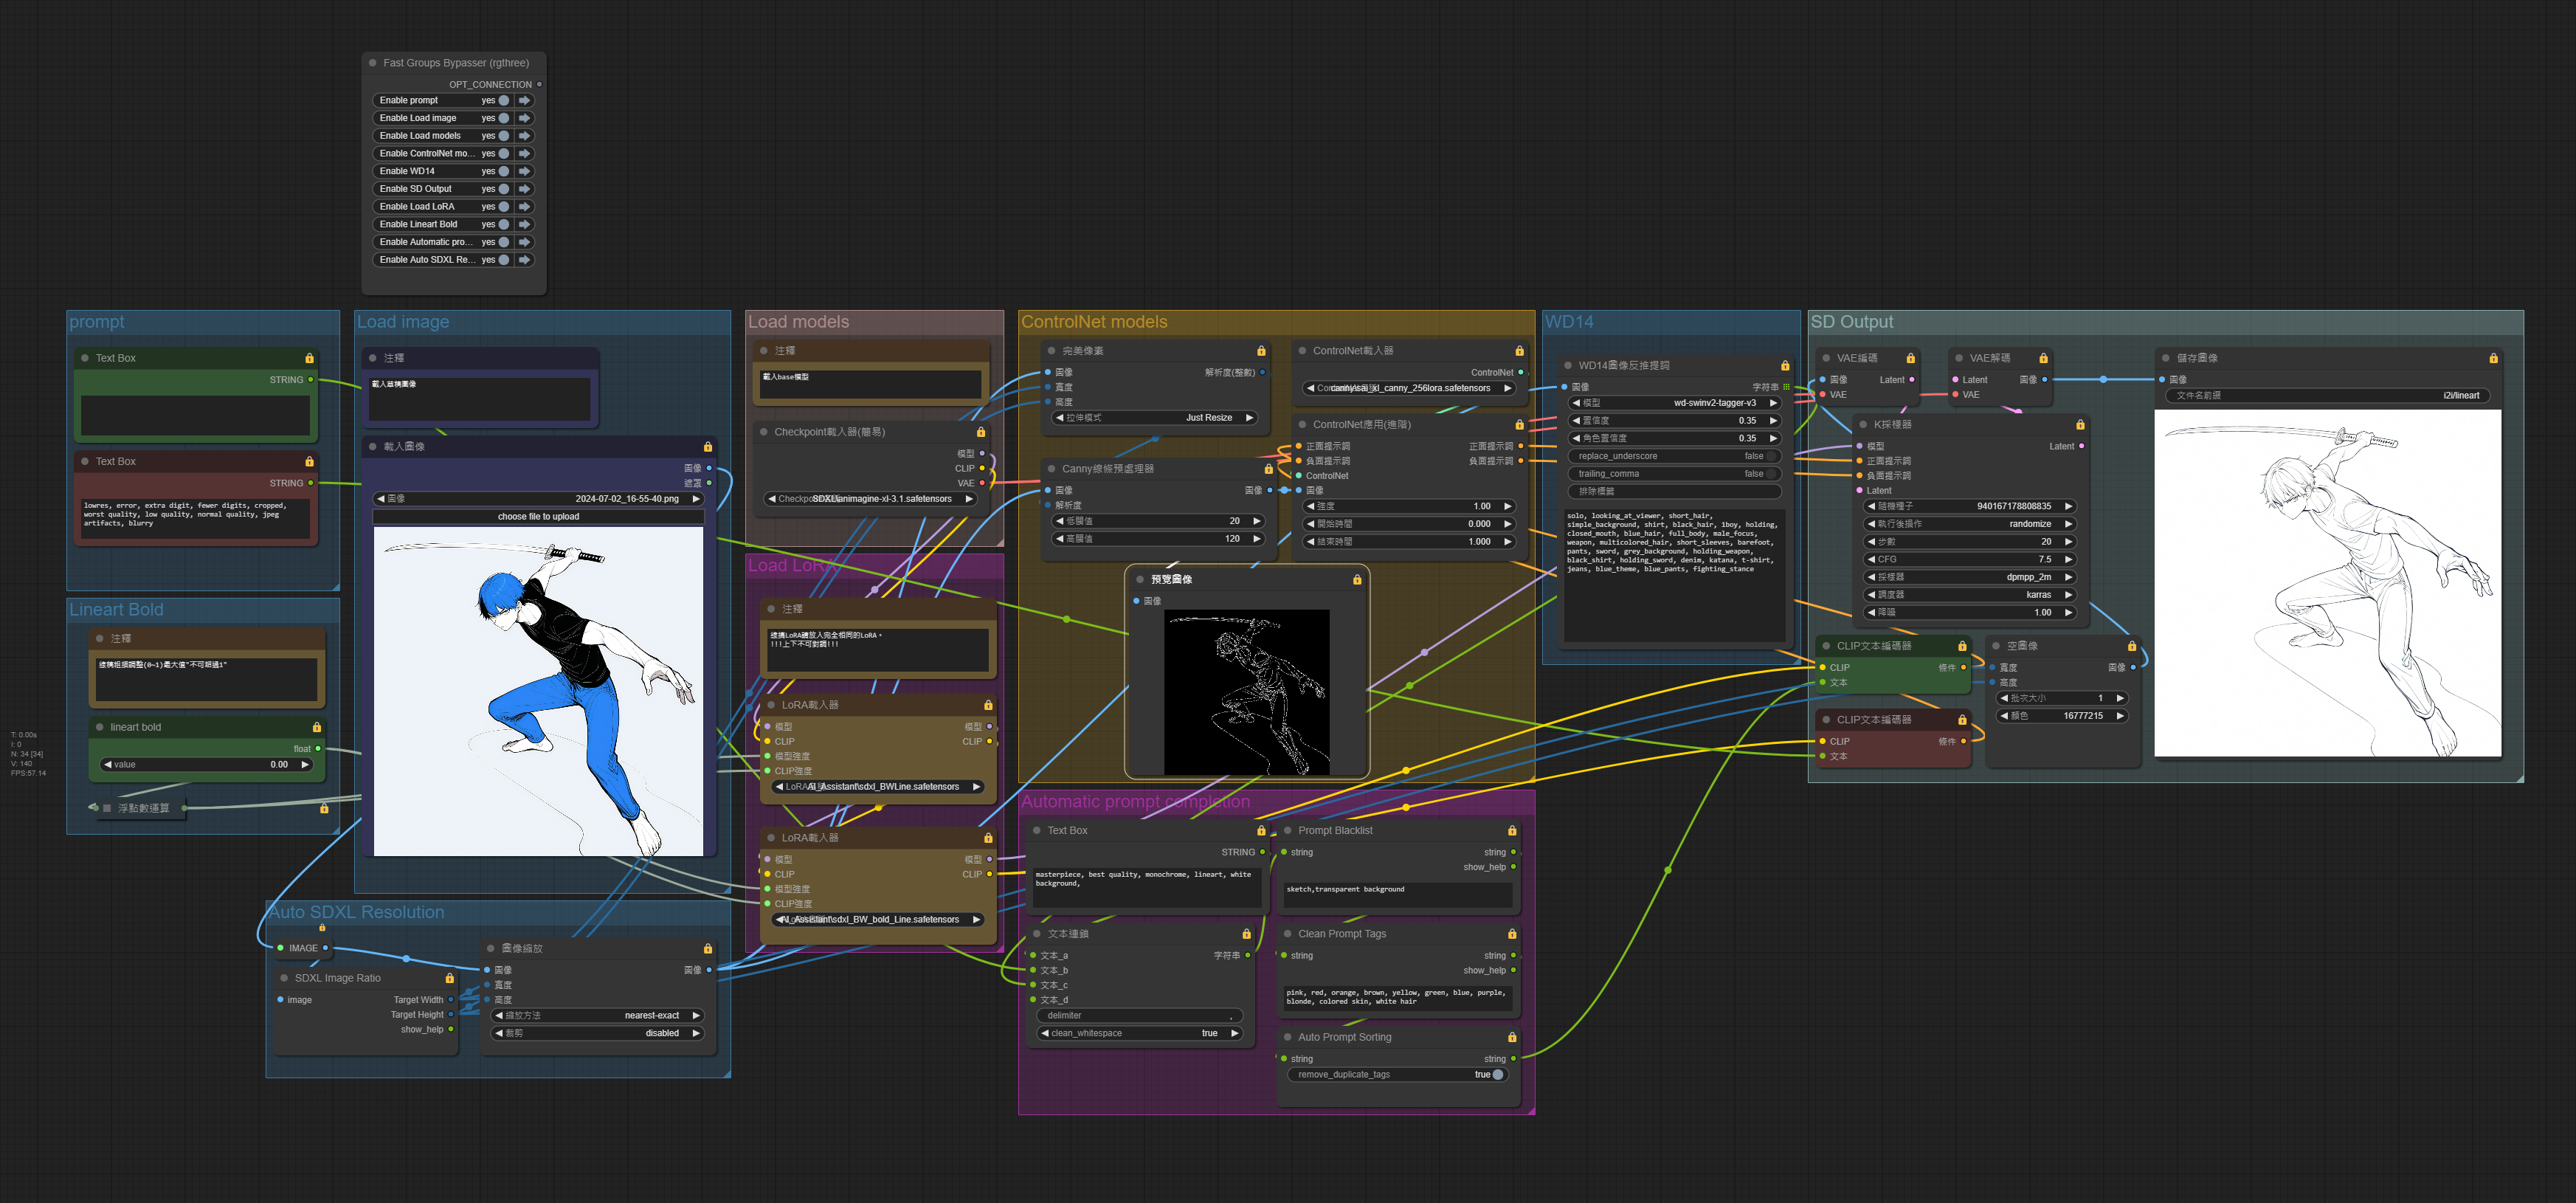 Fast Groups Bypasser (rgthree)
OPT_CONNECTION
Enable prompt yes
Enable Load image yes
Enable Load models yes
Enable ControlNet mo... yes
Enable WD14 yes
Enable SD Output yes
Enable Load LoRA yes
Enable Lineart Bold yes
Enable Automatic pro... yes
Enable Auto SDXL Re... yes
prompt
Text Box
STRING
Text Box
STRING
lowres, error, extra digit, fewer digits, cropped,
worst quality, low quality, normal quality, jpeg
artifacts, blurry
Lineart Bold
注釋
線稿粗細調整(0~1)最大值"不可超過1"
lineart bold
float
value 0.00
浮點數運算
T: 0.00s
I: 0
N: 34 [34]
V: 140
FPS:57.14
Load image
注釋
載入草稿圖像
載入圖像
圖像
遮罩
圖像 2024-07-02_16-55-40.png
choose file to upload
Auto SDXL Resolution
IMAGE
SDXL Image Ratio
image Target Width
Target Height
show_help
圖像縮放
圖像 圖像
寬度
高度
縮放方法 nearest-exact
裁剪 disabled
Load models
注釋
載入base模型
Checkpoint載入器(簡易)
模型
CLIP
VAE
SDXL\animagine-xl-3.1.safetensors
Load LoRA
注釋
線稿LoRA請放入完全相同的LoRA。
!!!上下不可對調!!!
LoRA載入器
模型 模型
CLIP CLIP
模型強度
CLIP強度
AI_Assistant\sdxl_BWLine.safetensors
LoRA載入器
模型 模型
CLIP CLIP
模型強度
CLIP強度
AI_Assistant\sdxl_BW_bold_Line.safetensors
ControlNet models
完美像素
圖像 解析度(整數)
寬度
高度
拉伸模式 Just Resize
Canny線條預處理器
圖像 圖像
解析度
低閾值 20
高閾值 120
ControlNet載入器
ControlNet
xl_canny_256lora.safetensors
ControlNet應用(進階)
正面提示詞 正面提示詞
負面提示詞 負面提示詞
ControlNet
圖像
強度 1.00
開始時間 0.000
結束時間 1.000
預覽圖像
圖像
Automatic prompt completion
Text Box
STRING
masterpiece, best quality, monochrome, lineart, white
background,
文本連鎖
文本_a 字符串
文本_b
文本_c
文本_d
delimiter ,
clean_whitespace true
Prompt Blacklist
string string
show_help
sketch,transparent background
Clean Prompt Tags
string string
show_help
pink, red, orange, brown, yellow, green, blue, purple,
blonde, colored skin, white hair
Auto Prompt Sorting
string string
remove_duplicate_tags true
WD14
WD14圖像反推提詞
圖像 字符串
模型 wd-swinv2-tagger-v3
置信度 0.35
角色置信度 0.35
replace_underscore false
trailing_comma false
排除標籤
solo, looking_at_viewer, short_hair,
simple_background, shirt, black_hair, 1boy, holding,
closed_mouth, blue_hair, full_body, male_focus,
weapon, multicolored_hair, short_sleeves, barefoot,
pants, sword, grey_background, holding_weapon,
black_shirt, holding_sword, denim, katana, t-shirt,
jeans, blue_theme, blue_pants, fighting_stance
SD Output
VAE編碼
圖像 Latent
VAE
VAE解碼
Latent 圖像
VAE
K採樣器
模型 Latent
正面提示詞
負面提示詞
Latent
隨機種子 940167178808835
執行後操作 randomize
步數 20
CFG 7.5
採樣器 dpmpp_2m
調度器 karras
降噪 1.00
CLIP文本編碼器
CLIP 條件
文本
CLIP文本編碼器
CLIP 條件
文本
空圖像
寬度 圖像
高度
批次大小 1
顏色 16777215
儲存圖像
圖像
文件名前綴 i2i/lineart